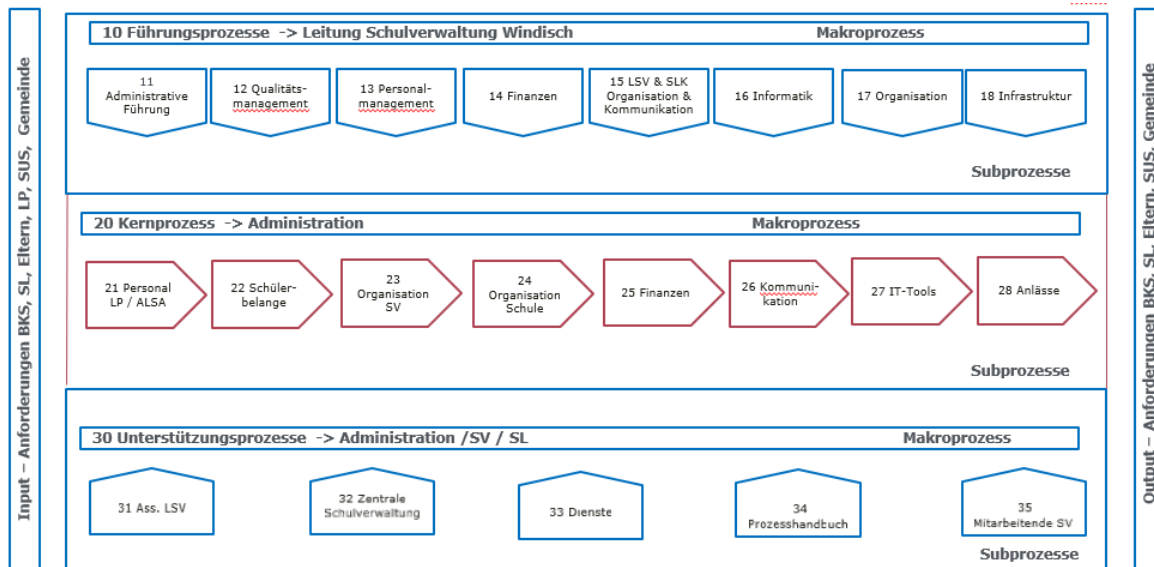 Input – Anforderungen BKS, SL, Eltern, LP, SUS, Gemeinde
10 Führungsprozesse -> Leitung Schulverwaltung Windisch Makroprozess
11
Administrative
Führung
12 Qualitäts-
management
13 Personal-
management
14 Finanzen
15 LSV & SLK
Organisation &
Kommunikation
16 Informatik
17 Organisation
18 Infrastruktur
Subprozesse
20 Kernprozess -> Administration Makroprozess
21 Personal
LP / ALSA
22 Schüler-
belange
23
Organisation
SV
24
Organisation
Schule
25 Finanzen
26 Kommuni-
kation
27 IT-Tools
28 Anlässe
Subprozesse
30 Unterstützungsprozesse -> Administration /SV / SL Makroprozess
31 Ass. LSV
32 Zentrale
Schulverwaltung
33 Dienste
34
Prozesshandbuch
35
Mitarbeitende SV
Subprozesse
Output – Anforderungen BKS, SL, Eltern, SUS, Gemeinde